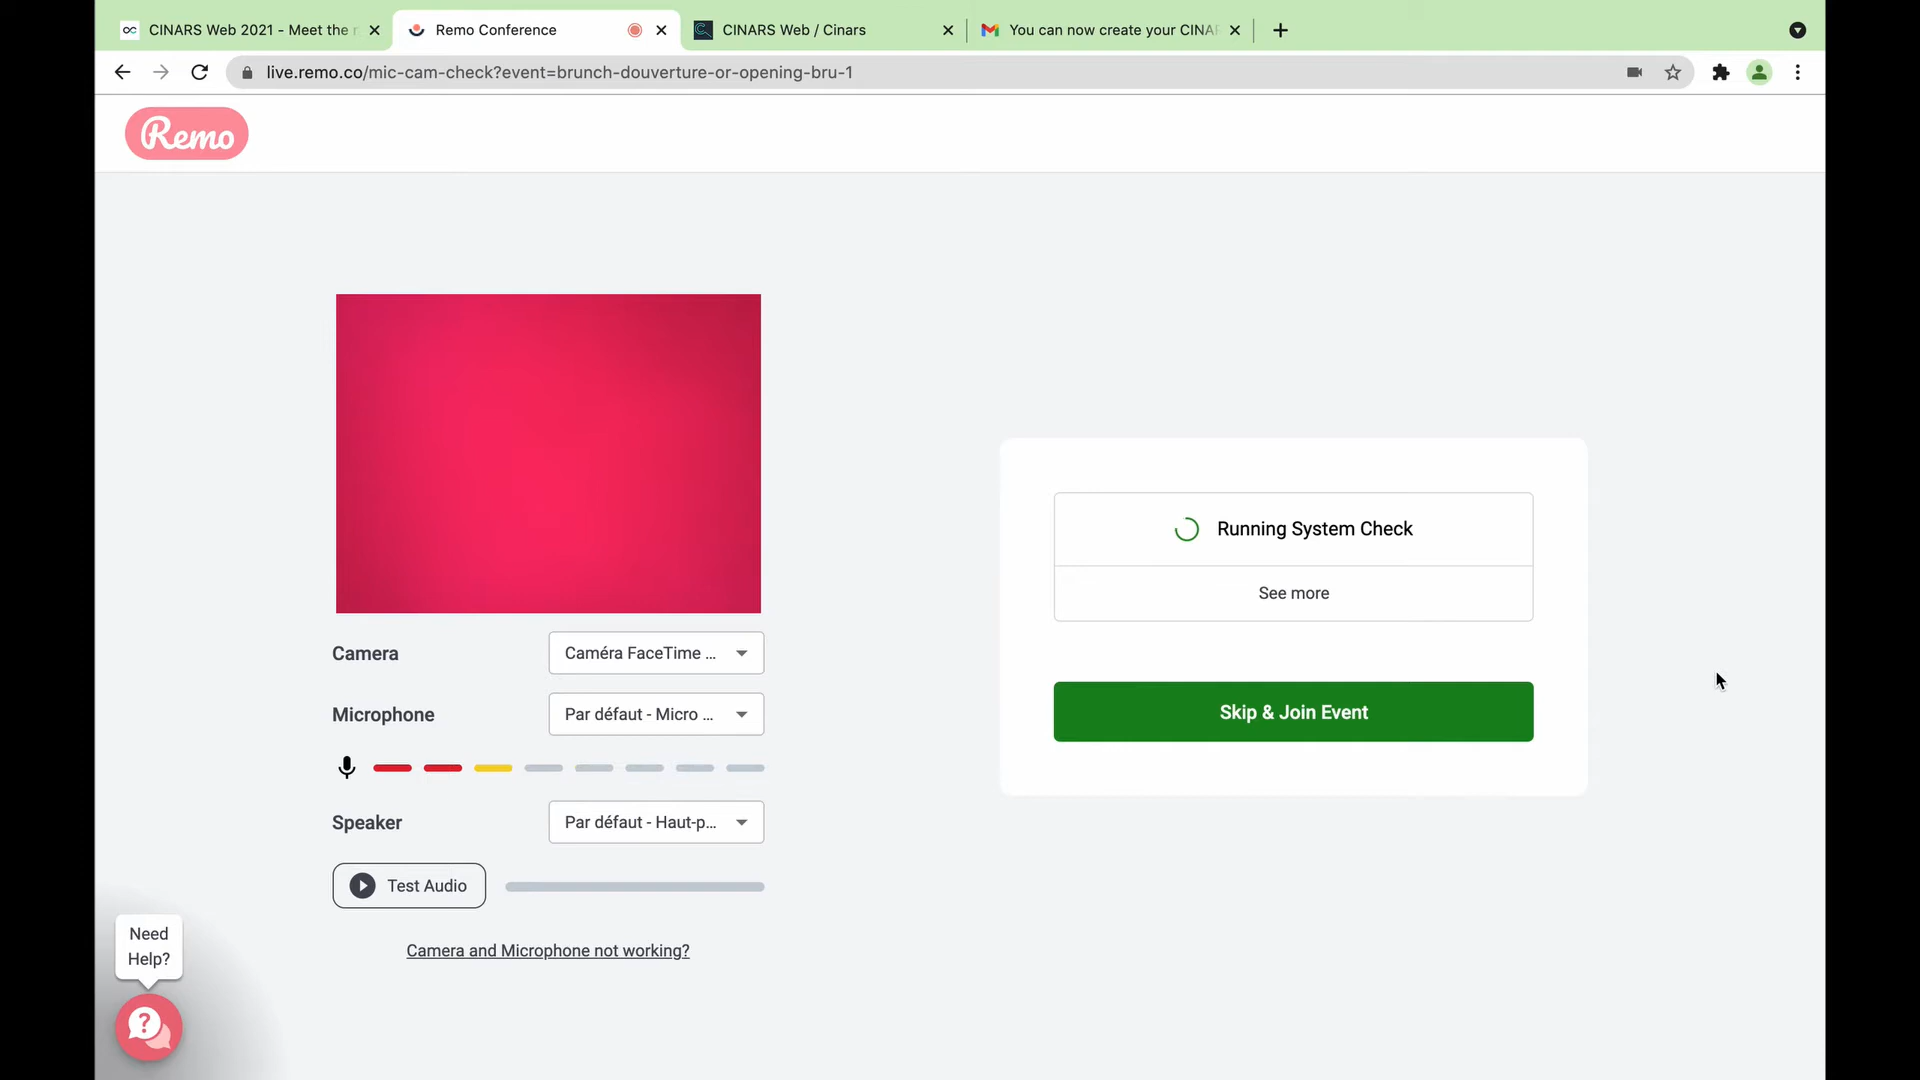 CINARS Web 2021 - Meet the
Remo Conference
CINARS Web / Cinars
You can now create your CINA
live.remo.co/mic-cam-check?event=brunch-douverture-or-opening-bru-1
Remo
Running System Check
See more
Skip & Join Event
Camera
Caméra FaceTime ...
Microphone
Par défaut - Micro ...
Speaker
Par défaut - Haut-p...
Test Audio
Camera and Microphone not working?
Need
Help?